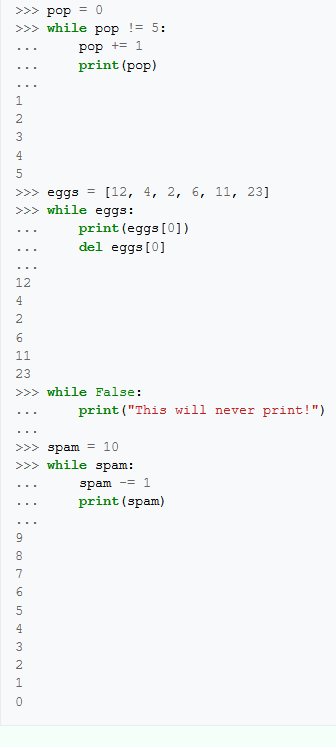 >>> pop = 0
>>> while pop != 5:
...     pop += 1
...     print(pop)
...
1
2
3
4
5
>>> eggs = [12, 4, 2, 6, 11, 23]
>>> while eggs:
...     print(eggs[0])
...     del eggs[0]
...
12
4
2
6
11
23
>>> while False:
...     print("This will never print!")
...
>>> spam = 10
>>> while spam:
...     spam -= 1
...     print(spam)
...
9
8
7
6
5
4
3
2
1
0